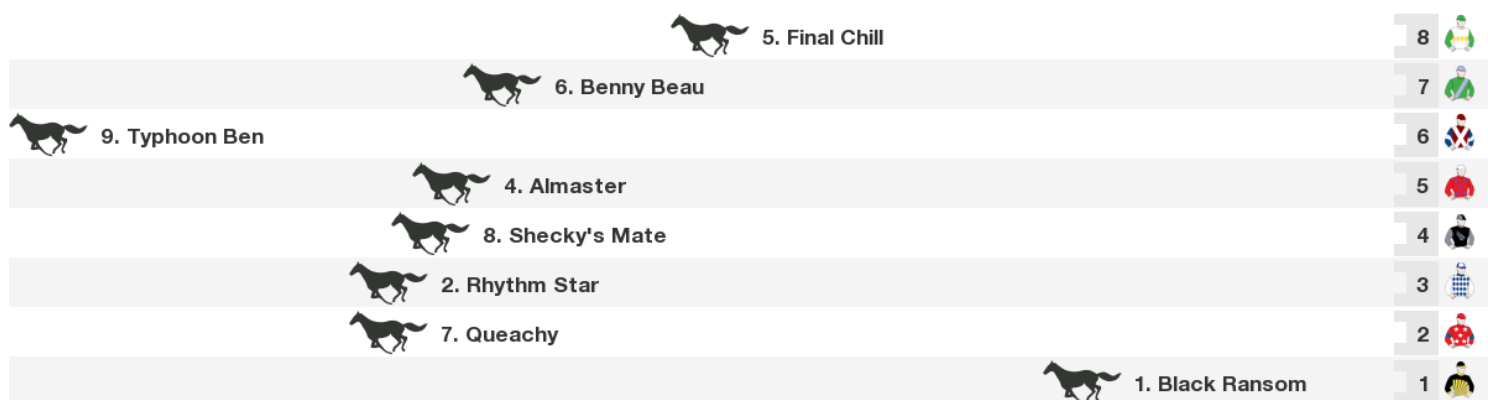 5. Final Chill 8
6. Benny Beau 7
9. Typhoon Ben 6
4. Almaster 5
8. Shecky's Mate 4
2. Rhythm Star 3
7. Queachy 2
1. Black Ransom 1